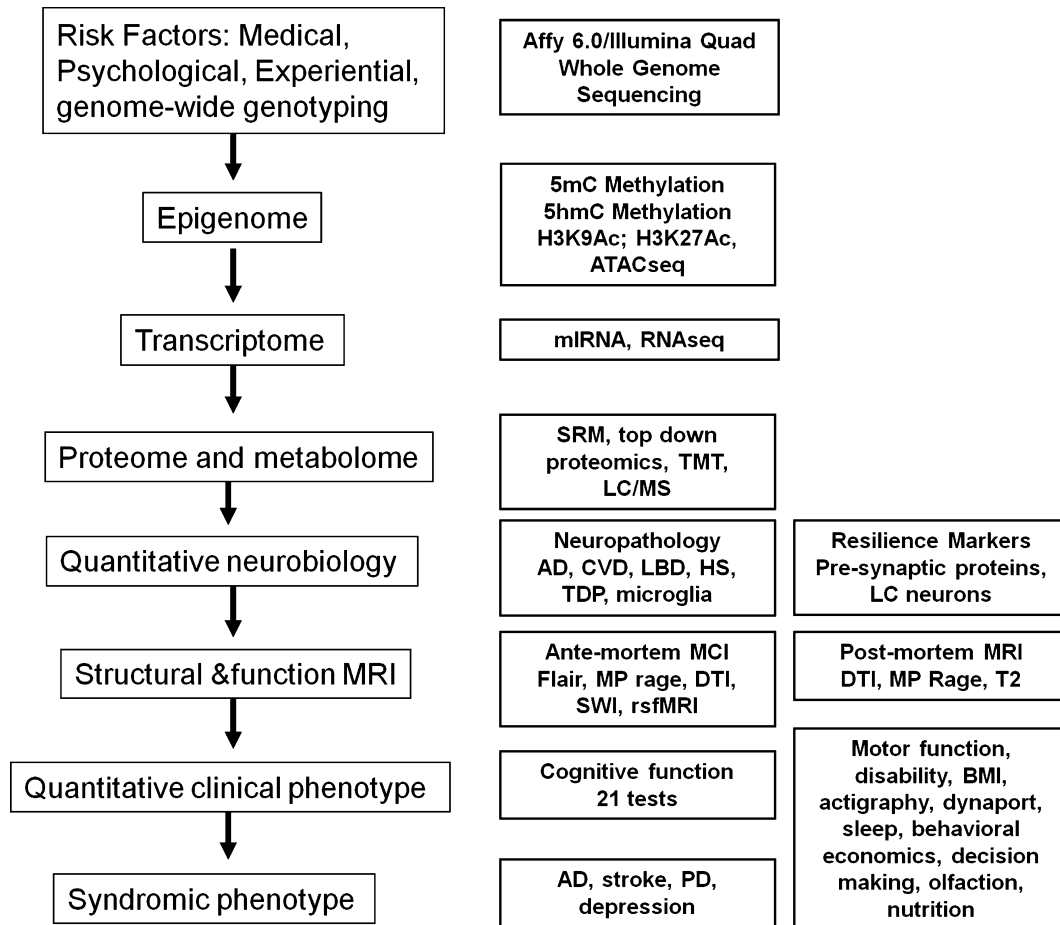 Risk Factors: Medical,
Psychological, Experiential,
genome-wide genotyping
Affy 6.0/Illumina Quad
Whole Genome
Sequencing
Epigenome
5mC Methylation
5hmC Methylation
H3K9Ac; H3K27Ac,
ATACseq
Transcriptome
mIRNA, RNAseq
Proteome and metabolome
SRM, top down
proteomics, TMT,
LC/MS
Quantitative neurobiology
Neuropathology
AD, CVD, LBD, HS,
TDP, microglia
Resilience Markers
Pre-synaptic proteins,
LC neurons
Structural &function MRI
Ante-mortem MCI
Flair, MP rage, DTI,
SWI, rsfMRI
Post-mortem MRI
DTI, MP Rage, T2
Quantitative clinical phenotype
Cognitive function
21 tests
Motor function,
disability, BMI,
actigraphy, dynaport,
sleep, behavioral
economics, decision
making, olfaction,
nutrition
Syndromic phenotype
AD, stroke, PD,
depression